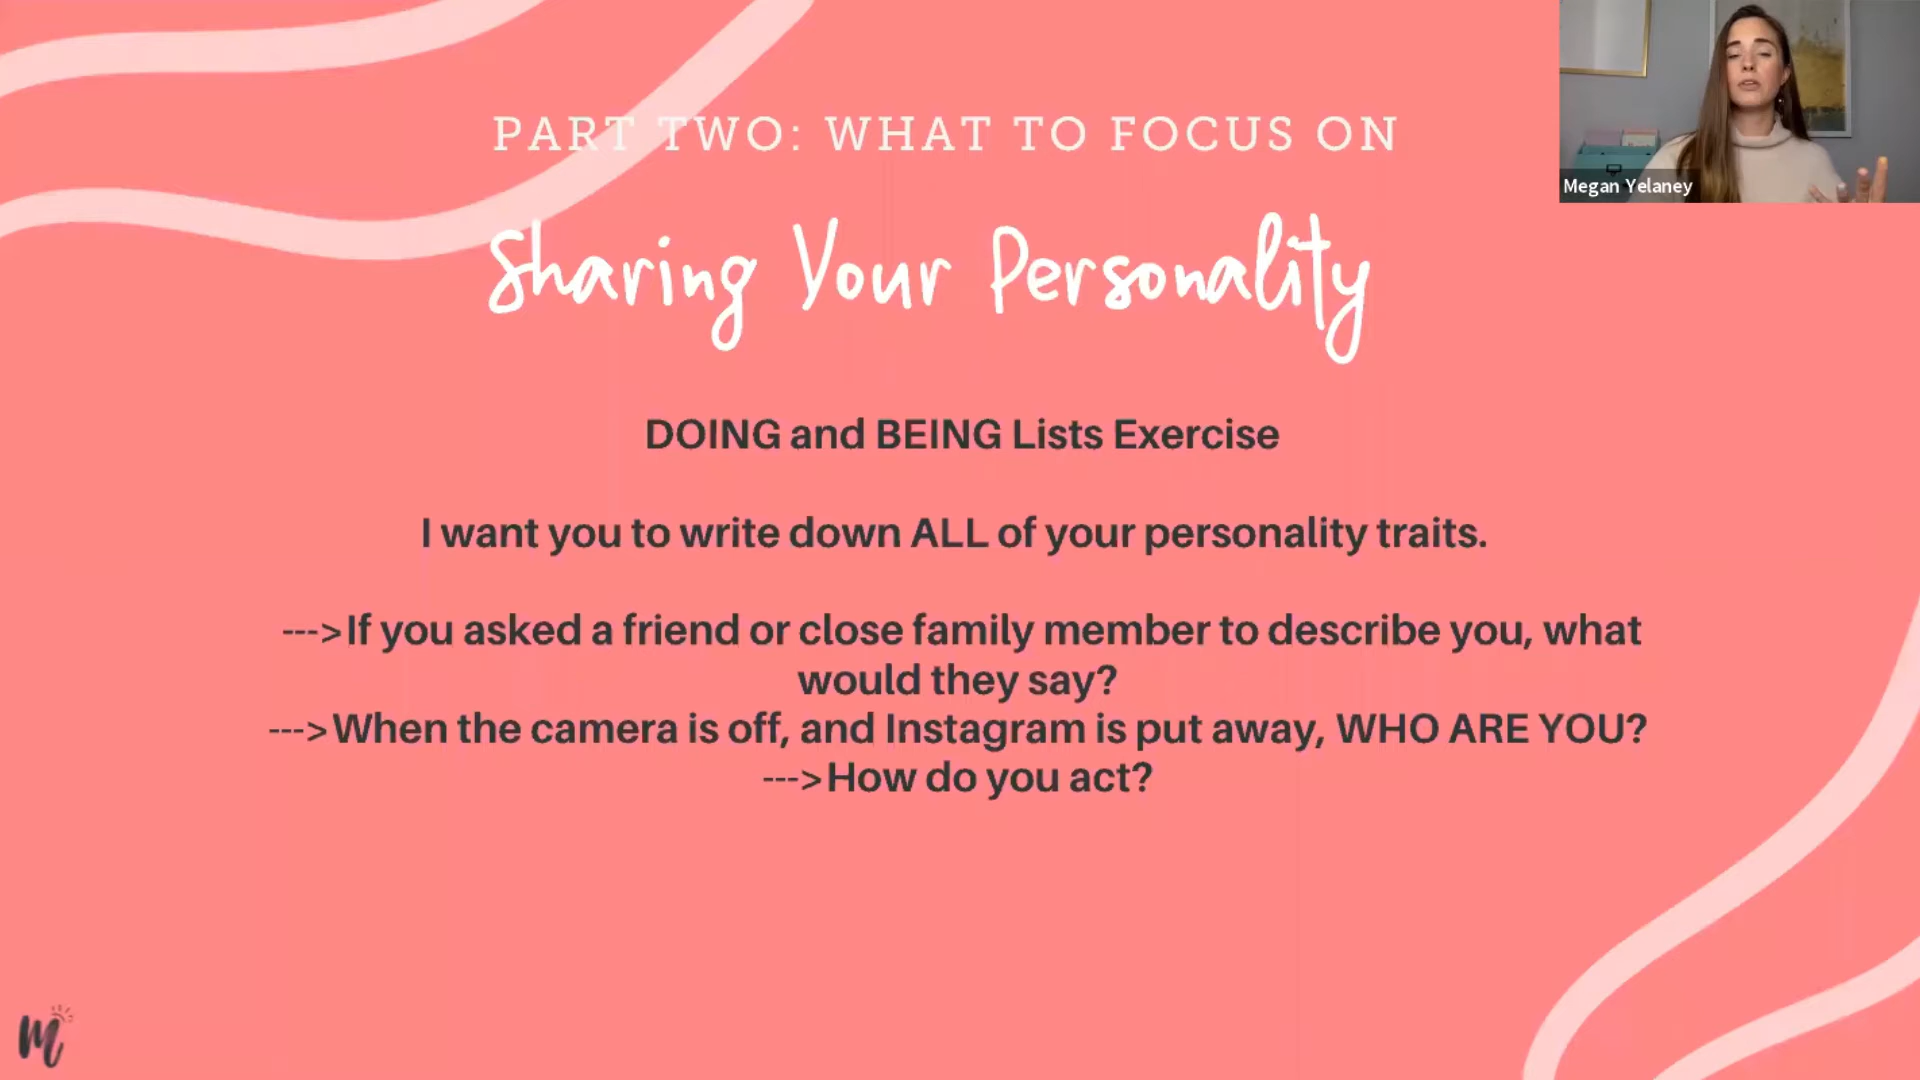 PART TWO: WHAT TO FOCUS ON
Sharing Your Personality
DOING and BEING Lists Exercise
I want you to write down ALL of your personality traits.
--->If you asked a friend or close family member to describe you, what
would they say?
--->When the camera is off, and Instagram is put away, WHO ARE YOU?
--->How do you act?
Megan Yelaney
m